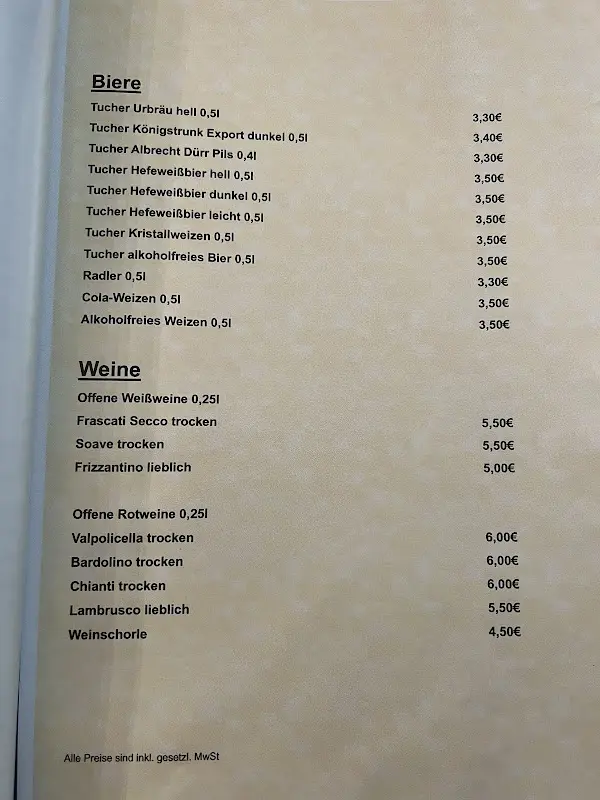 Biere
Tucher Urbräu hell 0,5l 3,30€
Tucher Königstrunk Export dunkel 0,5l 3,40€
Tucher Albrecht Dürr Pils 0,4l 3,30€
Tucher Hefeweißbier hell 0,5l 3,50€
Tucher Hefeweißbier dunkel 0,5l 3,50€
Tucher Hefeweißbier leicht 0,5l 3,50€
Tucher Kristallweizen 0,5l 3,50€
Tucher alkoholfreies Bier 0,5l 3,50€
Radler 0,5l 3,30€
Cola-Weizen 0,5l 3,50€
Alkoholfreies Weizen 0,5l 3,50€
Weine
Offene Weißweine 0,25l
Frascati Secco trocken 5,50€
Soave trocken 5,50€
Frizzantino lieblich 5,00€
Offene Rotweine 0,25l
Valpolicella trocken 6,00€
Bardolino trocken 6,00€
Chianti trocken 6,00€
Lambrusco lieblich 5,50€
Weinschorle 4,50€
Alle Preise sind inkl. gesetzl. MwSt